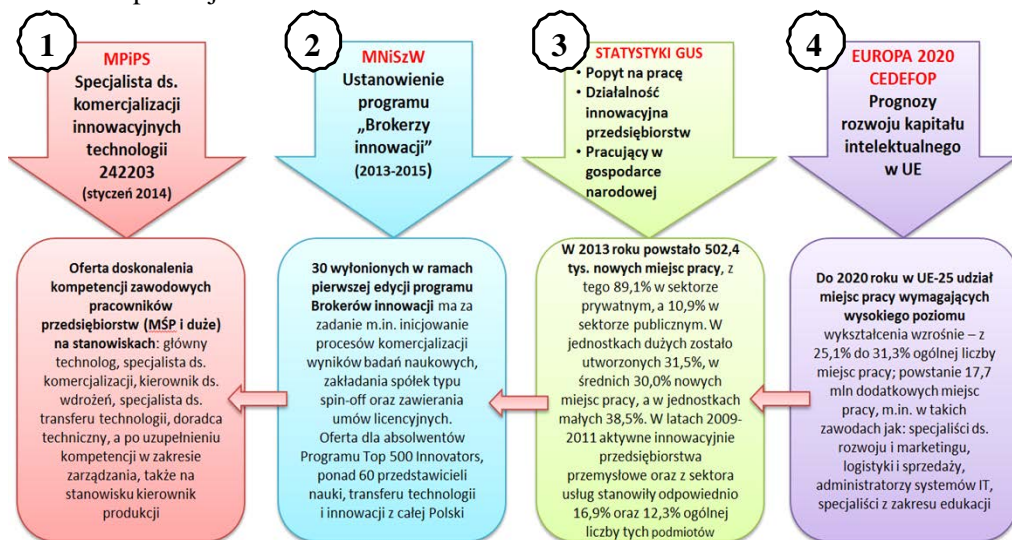 1
MPiPS
Specjalista ds.
komercjalizacji
innowacyjnych
technologii
242203
(styczeń 2014)
2
MNiSzW
Ustanowienie
programu
„Brokerzy
innowacji”
(2013-2015)
3
STATYSTYKI GUS
• Popyt na pracę
• Działalność
innowacyjna
przedsiębiorstw
• Pracujący w
gospodarce
narodowej
4
EUROPA 2020
CEDEFOP
Prognozy
rozwoju kapitału
intelektualnego
w UE
Oferta doskonalenia
kompetencji zawodowych
pracowników
przedsiębiorstw (MŚP i duże)
na stanowiskach: główny
technolog, specjalista ds.
komercjalizacji, kierownik ds.
wdrożeń, specjalista ds.
transferu technologii, doradca
techniczny, a po uzupełnieniu
kompetencji w zakresie
zarządzania, także na
stanowisku kierownik
produkcji
30 wyłonionych w ramach
pierwszej edycji programu
Brokerów innowacji ma za
zadanie m.in. inicjowanie
procesów komercjalizacji
wyników badań naukowych,
zakładania spółek typu
spin-off oraz zawierania
umów licencyjnych.
Oferta dla absolwentów
Programu Top 500 Innovators,
ponad 60 przedstawicieli
nauki, transferu technologii
i innowacji z całej Polski
W 2013 roku powstało 502,4
tys. nowych miejsc pracy, z
tego 89,1% w sektorze
prywatnym, a 10,9% w
sektorze publicznym. W
jednostkach dużych zostało
utworzonych 31,5%, w
średnich 30,0% nowych
miejsc pracy, a w jednostkach
małych 38,5%. W latach 2009-
2011 aktywne innowacyjnie
przedsiębiorstwa
przemysłowe oraz z sektora
usług stanowiły odpowiednio
16,9% oraz 12,3% ogólnej
liczby tych podmiotów
Do 2020 roku w UE-25 udział
miejsc pracy wymagających
wysokiego poziomu
wykształcenia wzrośnie – z
25,1% do 31,3% ogólnej liczby
miejsc pracy; powstanie 17,7
mln dodatkowych miejsc
pracy, m.in. w takich
zawodach jak: specjaliści ds.
rozwoju i marketingu,
logistyki i sprzedaży,
administratorzy systemów IT,
specjaliści z zakresu edukacji